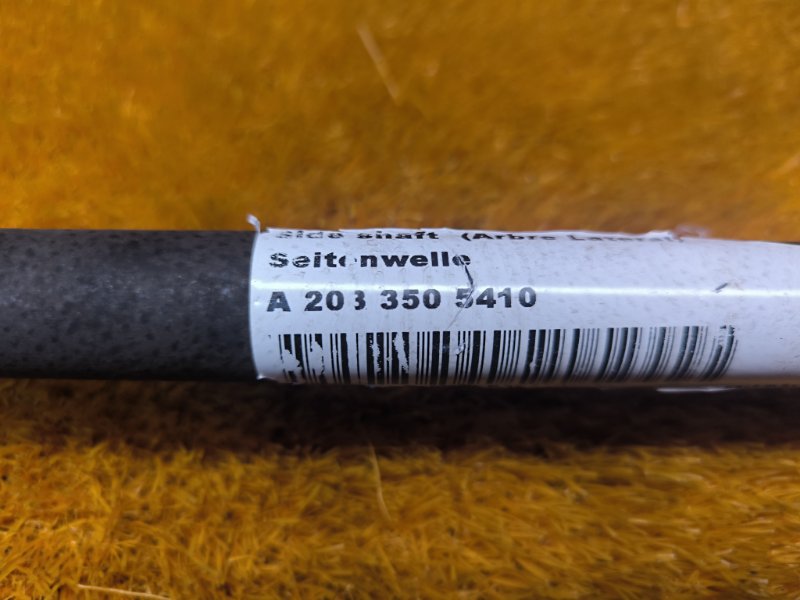 Side shaft (Arbre Lateral)
Seitenwelle
A 203 350 5410